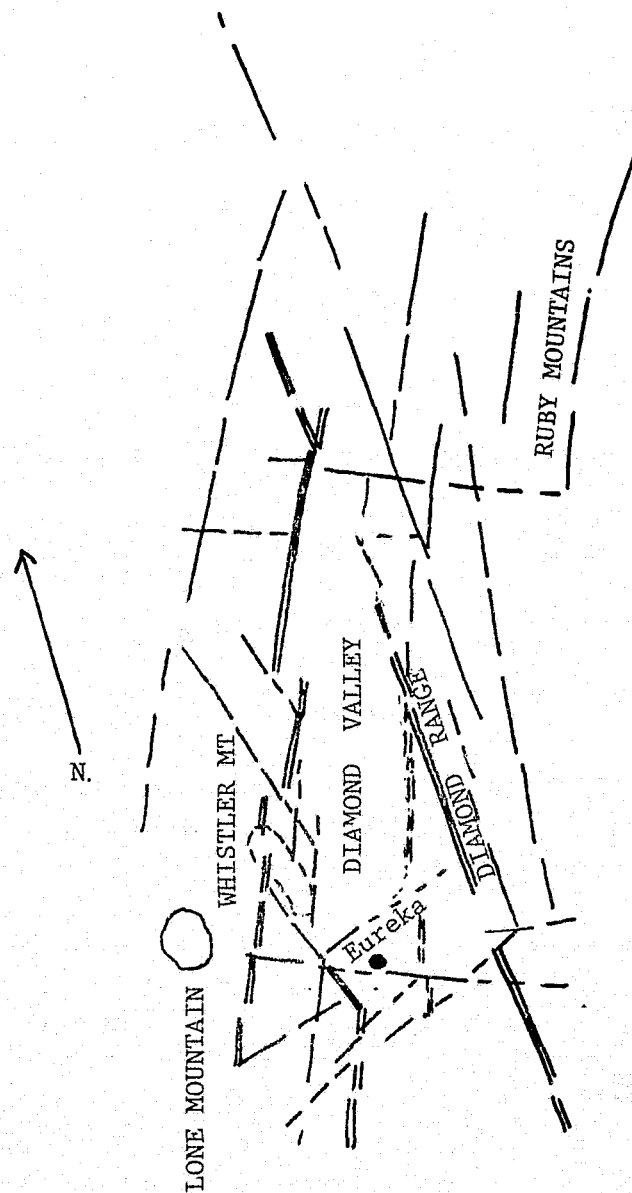 RUBY MOUNTAINS
N.
WHISTLER MT
DIAMOND VALLEY
DIAMOND RANGE
Eureka
LONE MOUNTAIN